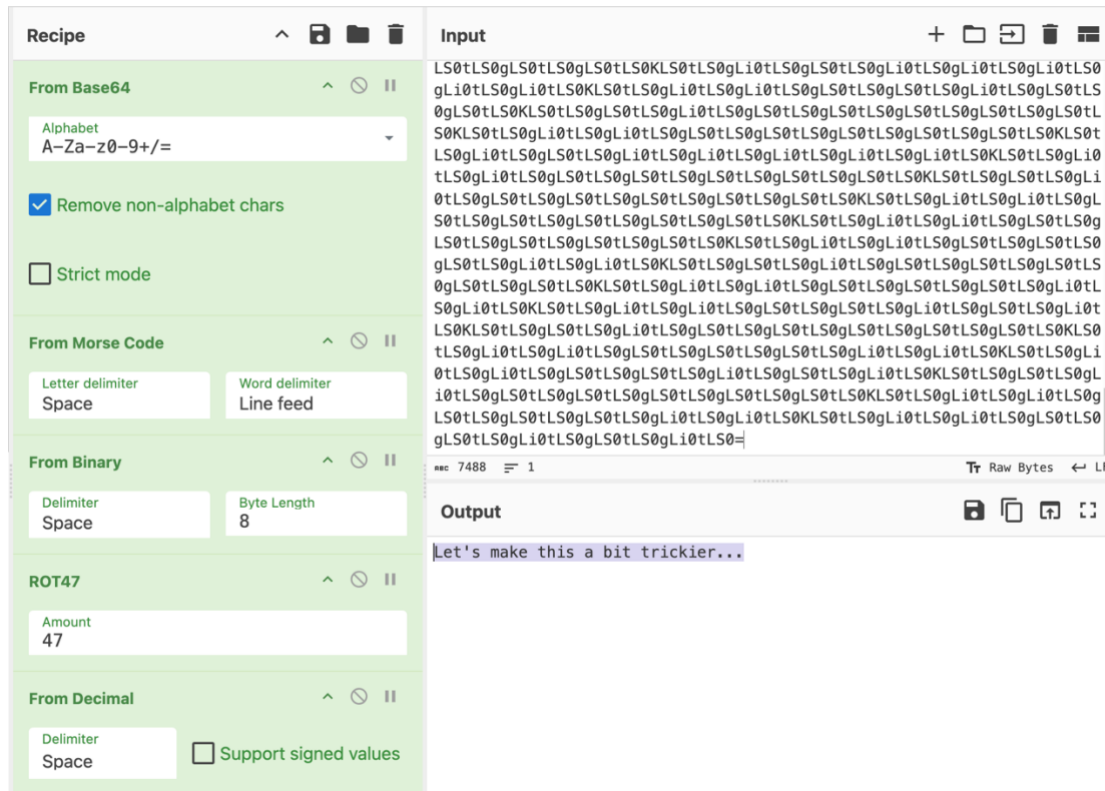 Recipe
From Base64
Alphabet
A-Za-z0-9+/=
Remove non-alphabet chars
Strict mode
From Morse Code
Letter delimiter
Space
Word delimiter
Line feed
From Binary
Delimiter
Space
Byte Length
8
ROT47
Amount
47
From Decimal
Delimiter
Space
Support signed values
Input
LS0tLS0gLS0tLS0gLS0tLS0KLS0tLS0gLi0tLS0gLS0tLS0gLi0tLS0gLi0tLS0gLi0tLS0
gLi0tLS0gLi0tLS0KLS0tLS0gLi0tLS0gLi0tLS0gLS0tLS0gLS0tLS0gLi0tLS0gLS0tLS
0gLS0tLS0KLS0tLS0gLS0tLS0gLi0tLS0gLS0tLS0gLS0tLS0gLS0tLS0gLS0tLS0gLS0tL
S0KLS0tLS0gLi0tLS0gLi0tLS0gLS0tLS0gLS0tLS0gLS0tLS0gLS0tLS0gLS0tLS0KLS0t
LS0gLi0tLS0gLS0tLS0gLi0tLS0gLi0tLS0gLi0tLS0gLi0tLS0gLi0tLS0KLS0tLS0gLi0
tLS0gLi0tLS0gLS0tLS0gLS0tLS0gLS0tLS0gLS0tLS0gLS0tLS0KLS0tLS0gLS0tLS0gLi
0tLS0gLS0tLS0gLS0tLS0gLS0tLS0gLS0tLS0gLS0tLS0KLS0tLS0gLi0tLS0gLi0tLS0gL
S0tLS0gLS0tLS0gLS0tLS0gLS0tLS0gLS0tLS0KLS0tLS0gLi0tLS0gLi0tLS0gLS0tLS0g
LS0tLS0gLS0tLS0gLS0tLS0gLS0tLS0KLS0tLS0gLi0tLS0gLi0tLS0gLS0tLS0gLS0tLS0
gLS0tLS0gLi0tLS0gLi0tLS0KLS0tLS0gLS0tLS0gLi0tLS0gLS0tLS0gLS0tLS0gLS0tLS
0gLS0tLS0gLS0tLS0KLS0tLS0gLi0tLS0gLi0tLS0gLS0tLS0gLS0tLS0gLS0tLS0gLi0tL
S0gLi0tLS0KLS0tLS0gLi0tLS0gLi0tLS0gLS0tLS0gLS0tLS0gLi0tLS0gLS0tLS0gLi0t
LS0KLS0tLS0gLS0tLS0gLi0tLS0gLS0tLS0gLS0tLS0gLS0tLS0gLS0tLS0gLS0tLS0KLS0
tLS0gLi0tLS0gLi0tLS0gLS0tLS0gLS0tLS0gLS0tLS0gLi0tLS0gLi0tLS0KLS0tLS0gLi
0tLS0gLi0tLS0gLS0tLS0gLS0tLS0gLi0tLS0gLS0tLS0gLi0tLS0KLS0tLS0gLS0tLS0gL
i0tLS0gLS0tLS0gLS0tLS0gLS0tLS0gLS0tLS0gLS0tLS0KLS0tLS0gLi0tLS0gLi0tLS0g
LS0tLS0gLS0tLS0gLS0tLS0gLi0tLS0gLi0tLS0KLS0tLS0gLi0tLS0gLi0tLS0gLS0tLS0
gLS0tLS0gLi0tLS0gLS0tLS0gLi0tLS0=
7488
1
Raw Bytes
Output
Let's make this a bit trickier...